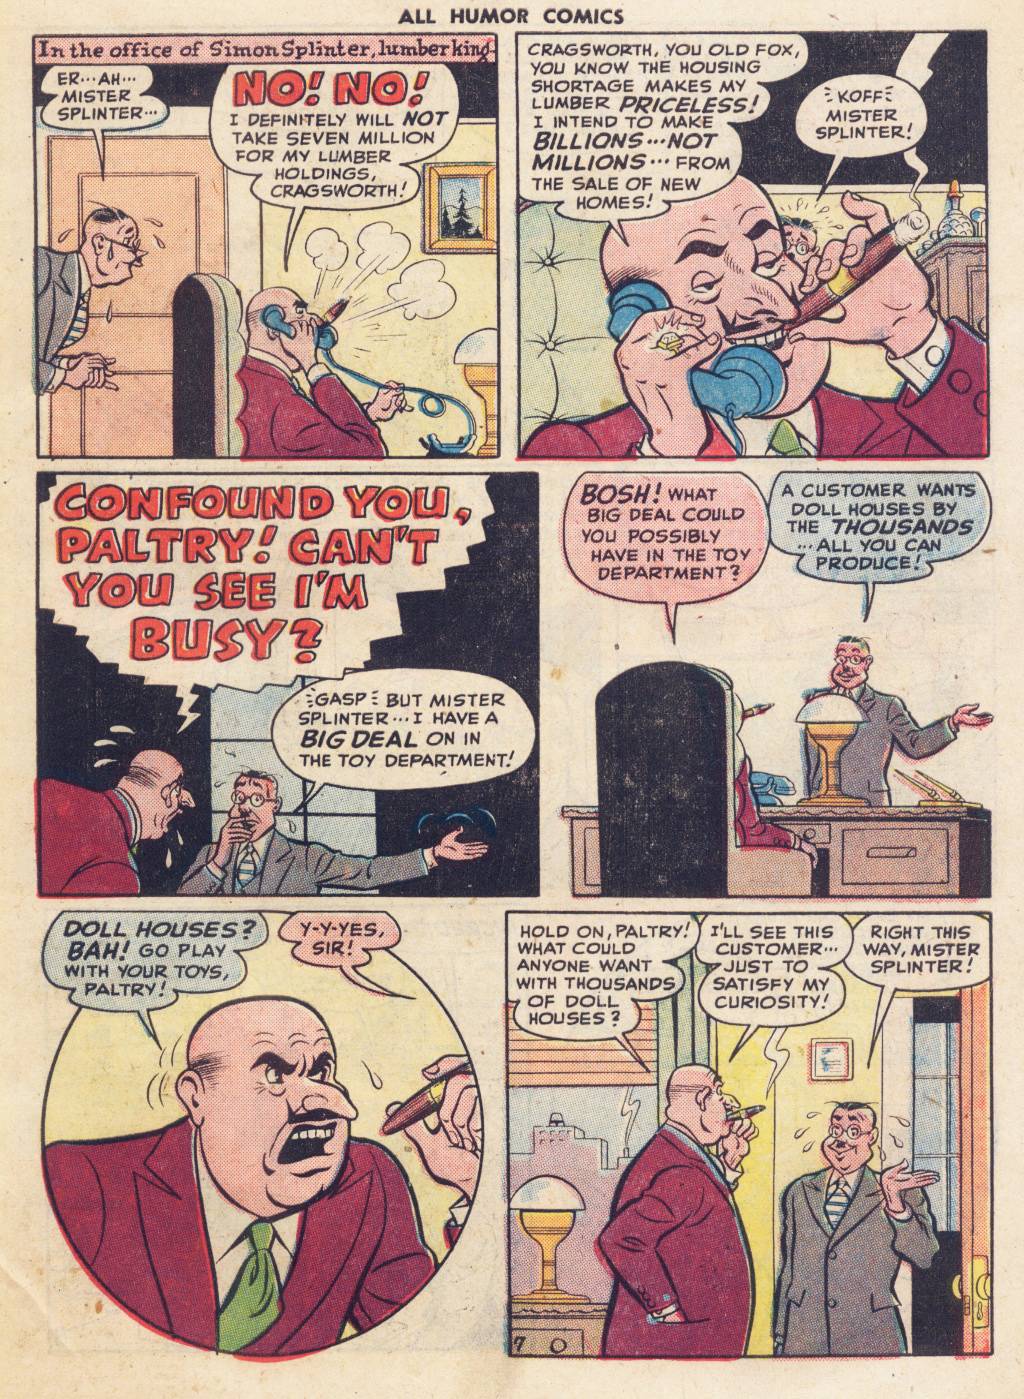 ALL HUMOR COMICS
In the office of Simon Splinter, lumber king-
ER...AH...
MISTER
SPLINTER...
NO! NO!
I DEFINITELY WILL NOT
TAKE SEVEN MILLION
FOR MY LUMBER
HOLDINGS,
CRAGSWORTH!
CRAGSWORTH, YOU OLD FOX,
YOU KNOW THE HOUSING
SHORTAGE MAKES MY
LUMBER PRICELESS!
I INTEND TO MAKE
BILLIONS...NOT
MILLIONS... FROM
THE SALE OF NEW
HOMES!
KOFF
MISTER
SPLINTER!
CONFOUND YOU,
PALTRY! CAN'T
YOU SEE I'M
BUSY?
GASP BUT MISTER
SPLINTER...I HAVE A
BIG DEAL ON IN
THE TOY DEPARTMENT!
BOSH! WHAT
BIG DEAL COULD
YOU POSSIBLY
HAVE IN THE TOY
DEPARTMENT?
A CUSTOMER WANTS
DOLL HOUSES BY
THE THOUSANDS
...ALL YOU CAN
PRODUCE!
DOLL HOUSES?
BAH! GO PLAY
WITH YOUR TOYS,
PALTRY!
Y-Y-YES,
SIR!
HOLD ON, PALTRY!
WHAT COULD
ANYONE WANT
WITH THOUSANDS
OF DOLL
HOUSES?
I'LL SEE THIS
CUSTOMER...
JUST TO
SATISFY MY
CURIOSITY!
RIGHT THIS
WAY, MISTER
SPLINTER!
7